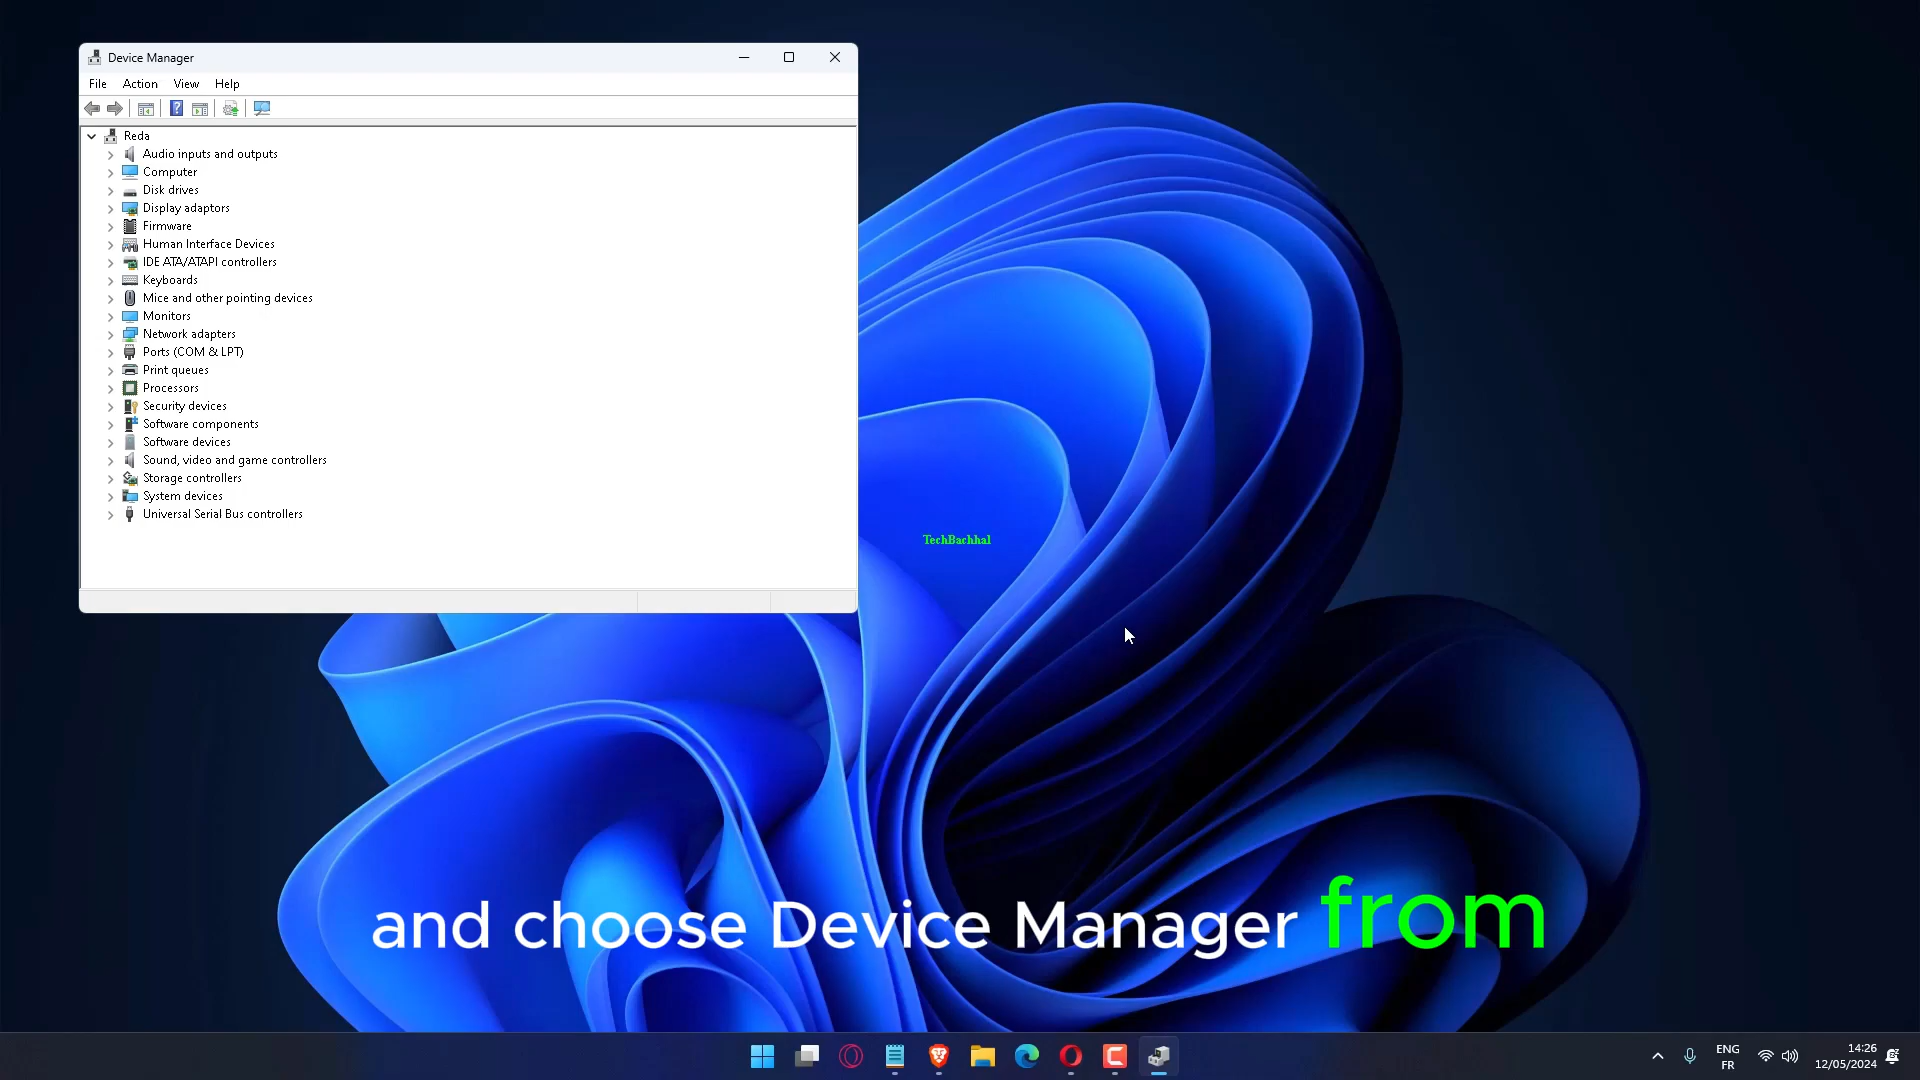 Device Manager
File Action View Help
Reda
Audio inputs and outputs
Computer
Disk drives
Display adaptors
Firmware
Human Interface Devices
IDE ATA/ATAPI controllers
Keyboards
Mice and other pointing devices
Monitors
Network adapters
Ports (COM & LPT)
Print queues
Processors
Security devices
Software components
Software devices
Sound, video and game controllers
Storage controllers
System devices
Universal Serial Bus controllers
TechBachhal
and choose Device Manager from
ENG
FR
14:26
12/05/2024